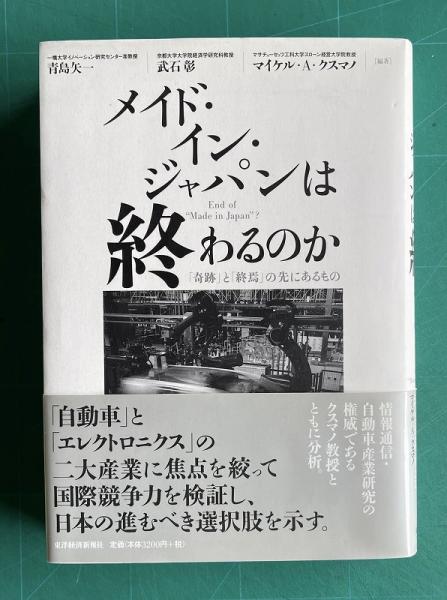 一橋大学イノベーション研究センター准教授
青島矢一
京都大学大学院経済学研究科教授
武石 彰
マサチューセッツ工科大学スローン経営大学院教授
マイケル・A・クスマノ
[編著]
メイド・
イン・
ジャパンは
End of
"Made in Japan"?
終わるのか
「奇跡」と「終焉」の先にあるもの
「自動車」と
「エレクトロニクス」の
二大産業に焦点を絞って
国際競争力を検証し、
日本の進むべき選択肢を示す。
情報通信・
自動車産業研究の
権威である
クスマノ教授と
ともに分析。
東洋経済新報社 定価(本体3200円+税)
マイケル・A・クスマノ